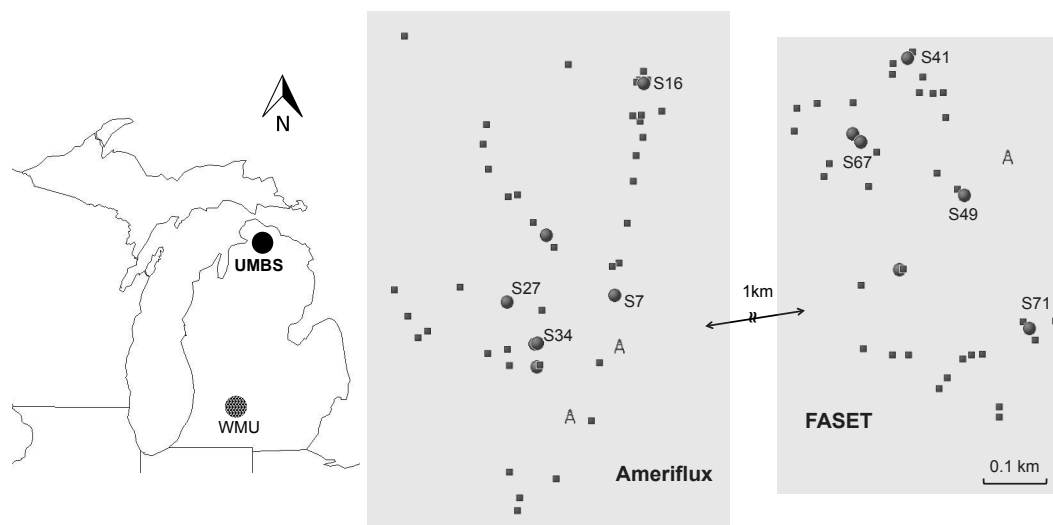 N
UMBS
WMU
S16
S27
S7
S34
A
A
Ameriflux
1km
S41
S67
A
S49
S71
FASET
0.1 km